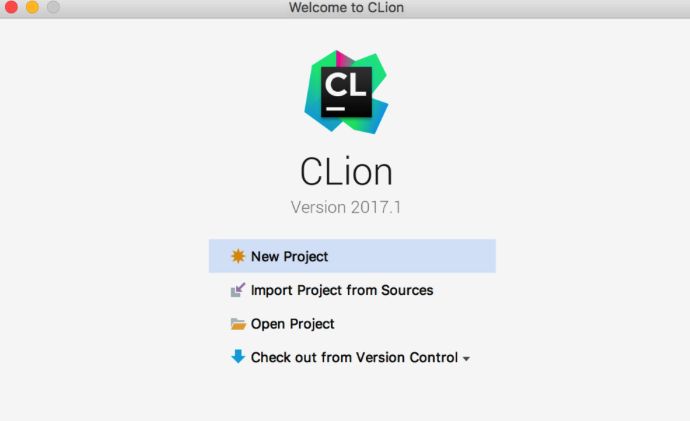 Welcome to CLion
CL
CLion
Version 2017.1
New Project
Import Project from Sources
Open Project
Check out from Version Control